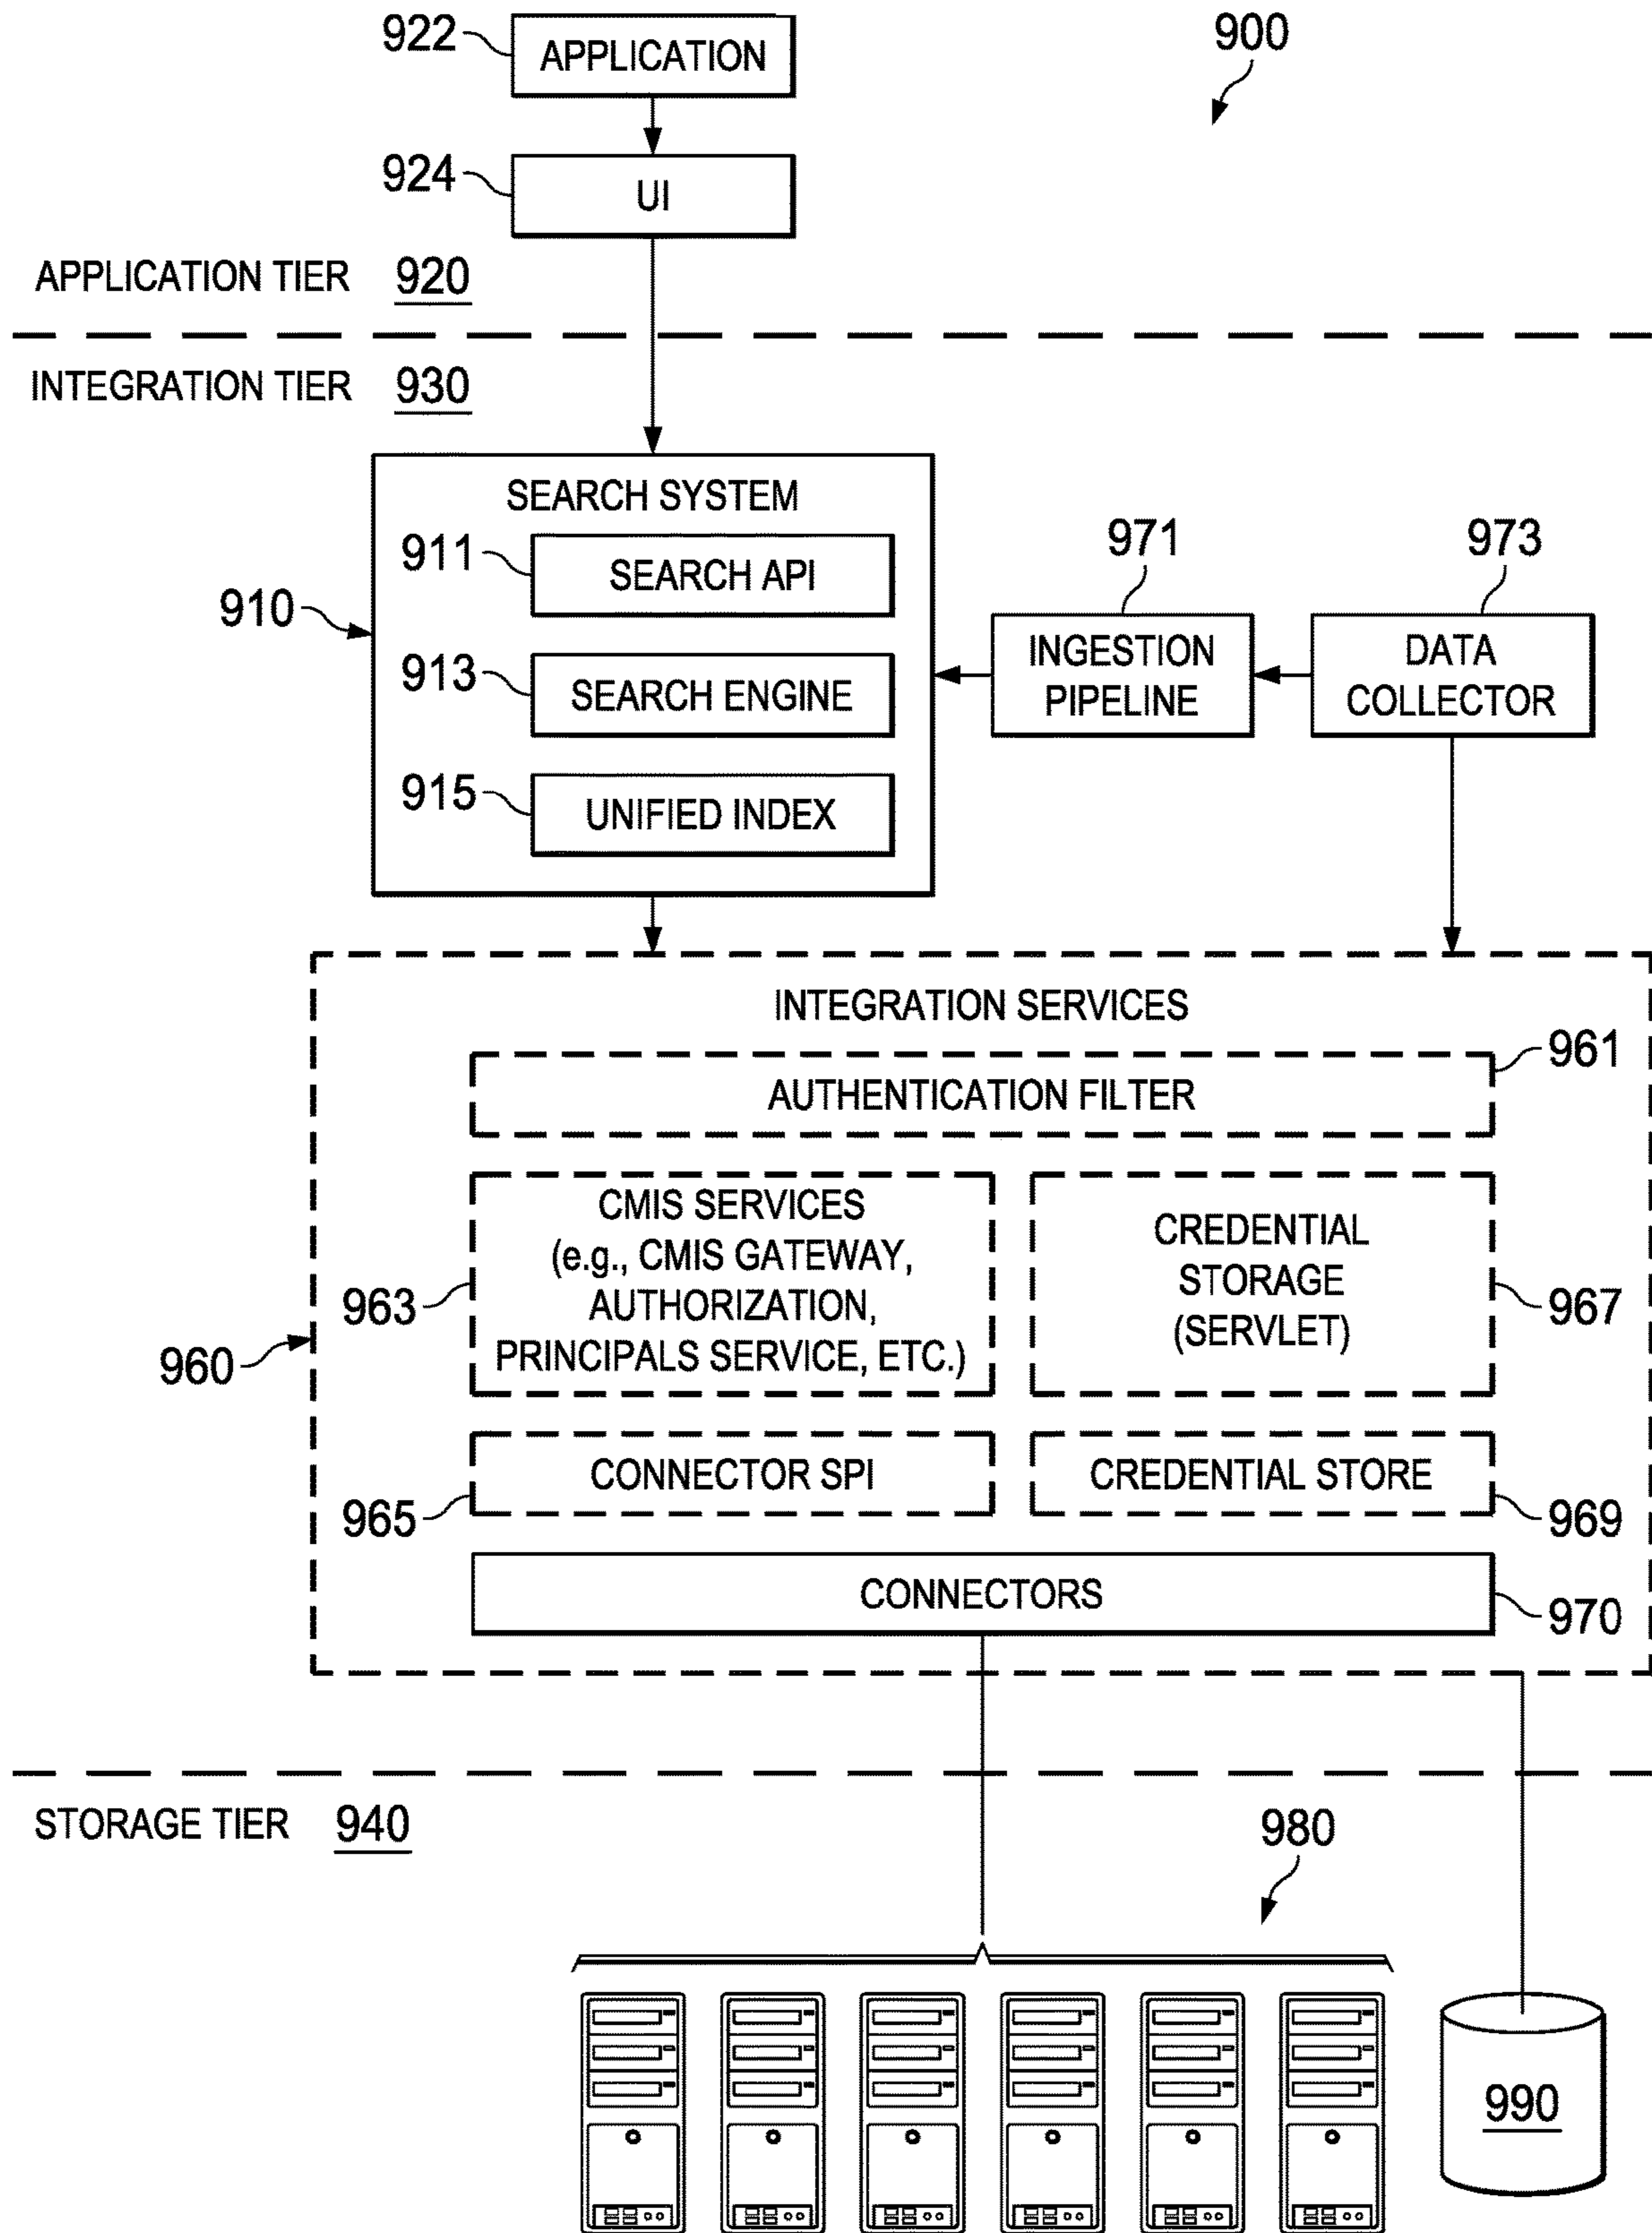 922
APPLICATION
900
924
UI
APPLICATION TIER 920
INTEGRATION TIER 930
SEARCH SYSTEM
911
SEARCH API
910
913
SEARCH ENGINE
915
UNIFIED INDEX
971
INGESTION
PIPELINE
973
DATA
COLLECTOR
INTEGRATION SERVICES
961
AUTHENTICATION FILTER
963
CMIS SERVICES
(e.g., CMIS GATEWAY,
AUTHORIZATION,
PRINCIPALS SERVICE, ETC.)
CREDENTIAL
STORAGE
(SERVLET)
967
960
CONNECTOR SPI
965
CREDENTIAL STORE
969
CONNECTORS
970
STORAGE TIER 940
980
990